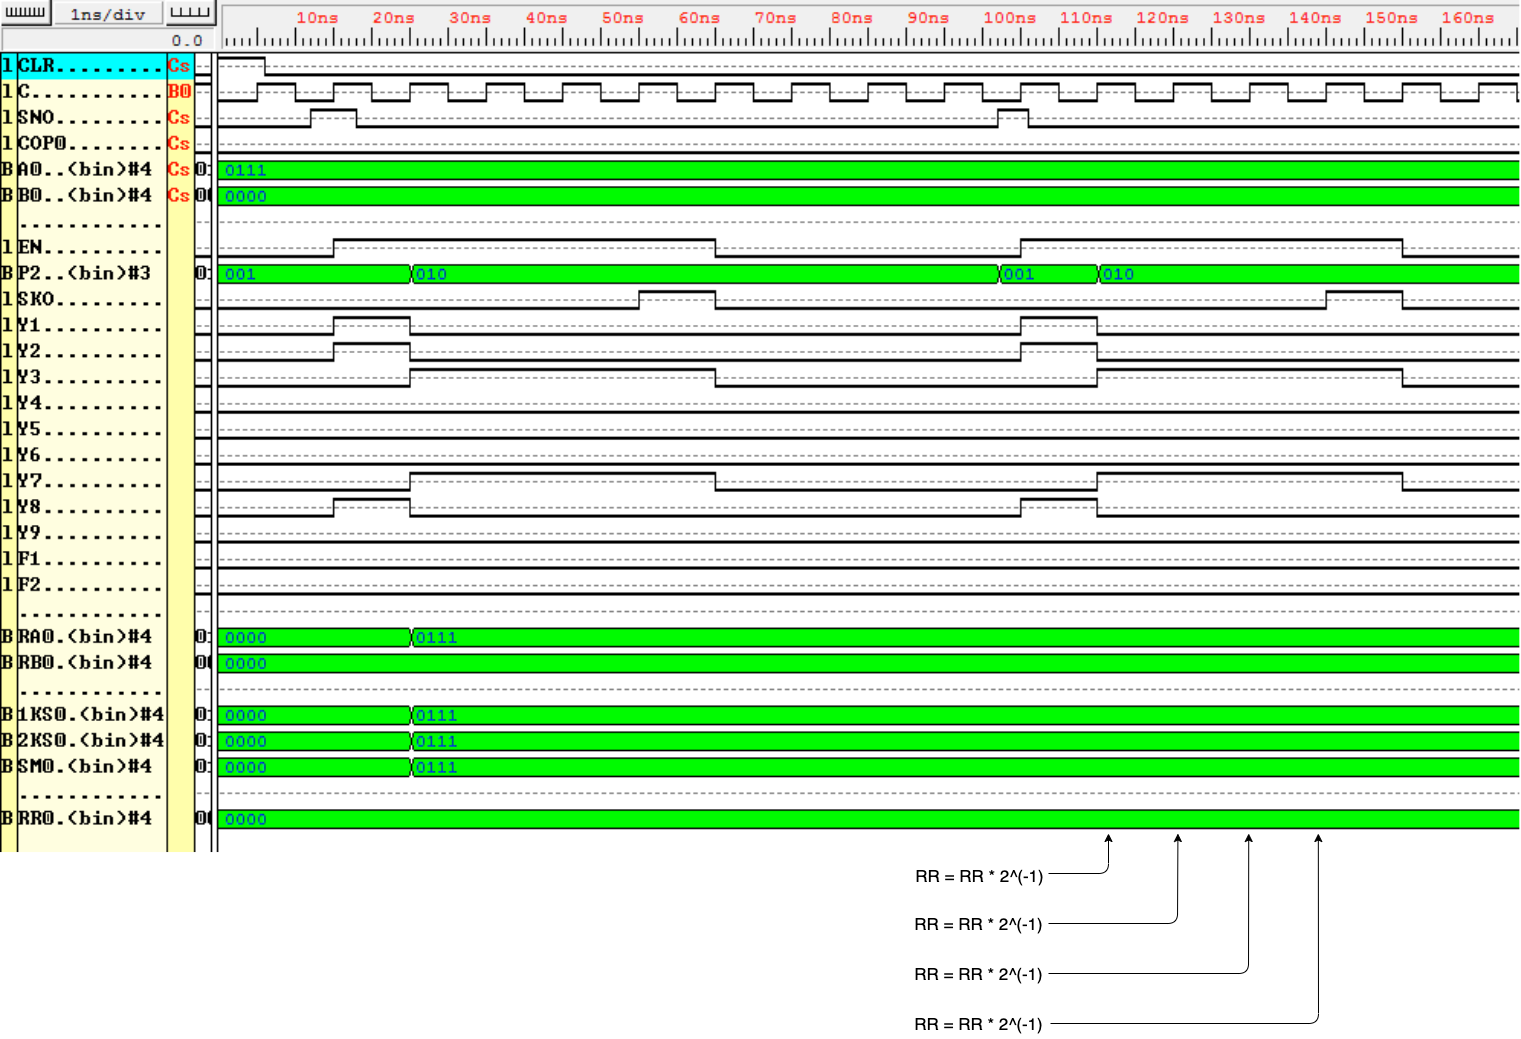 1ns/div
10ns 20ns 30ns 40ns 50ns 60ns 70ns 80ns 90ns 100ns 110ns 120ns 130ns 140ns 150ns 160ns
0.0
1 CLR......... Cs
1 C........... B0
1 SNO......... Cs
1 COP0........ Cs
B A0..(bin)#4 Cs 0111
B B0..(bin)#4 Cs 0000
............
1 EN..........
B P2..(bin)#3 001 010 001 010
1 SKO.........
1 Y1..........
1 Y2..........
1 Y3..........
1 Y4..........
1 Y5..........
1 Y6..........
1 Y7..........
1 Y8..........
1 Y9..........
1 F1..........
1 F2..........
............
B RA0.(bin)#4 0000 0111
B RB0.(bin)#4 0000
............
B 1KS0.(bin)#4 0000 0111
B 2KS0.(bin)#4 0000 0111
B SM0.(bin)#4 0000 0111
............
B RR0.(bin)#4 0000
RR = RR * 2^(-1)
RR = RR * 2^(-1)
RR = RR * 2^(-1)
RR = RR * 2^(-1)